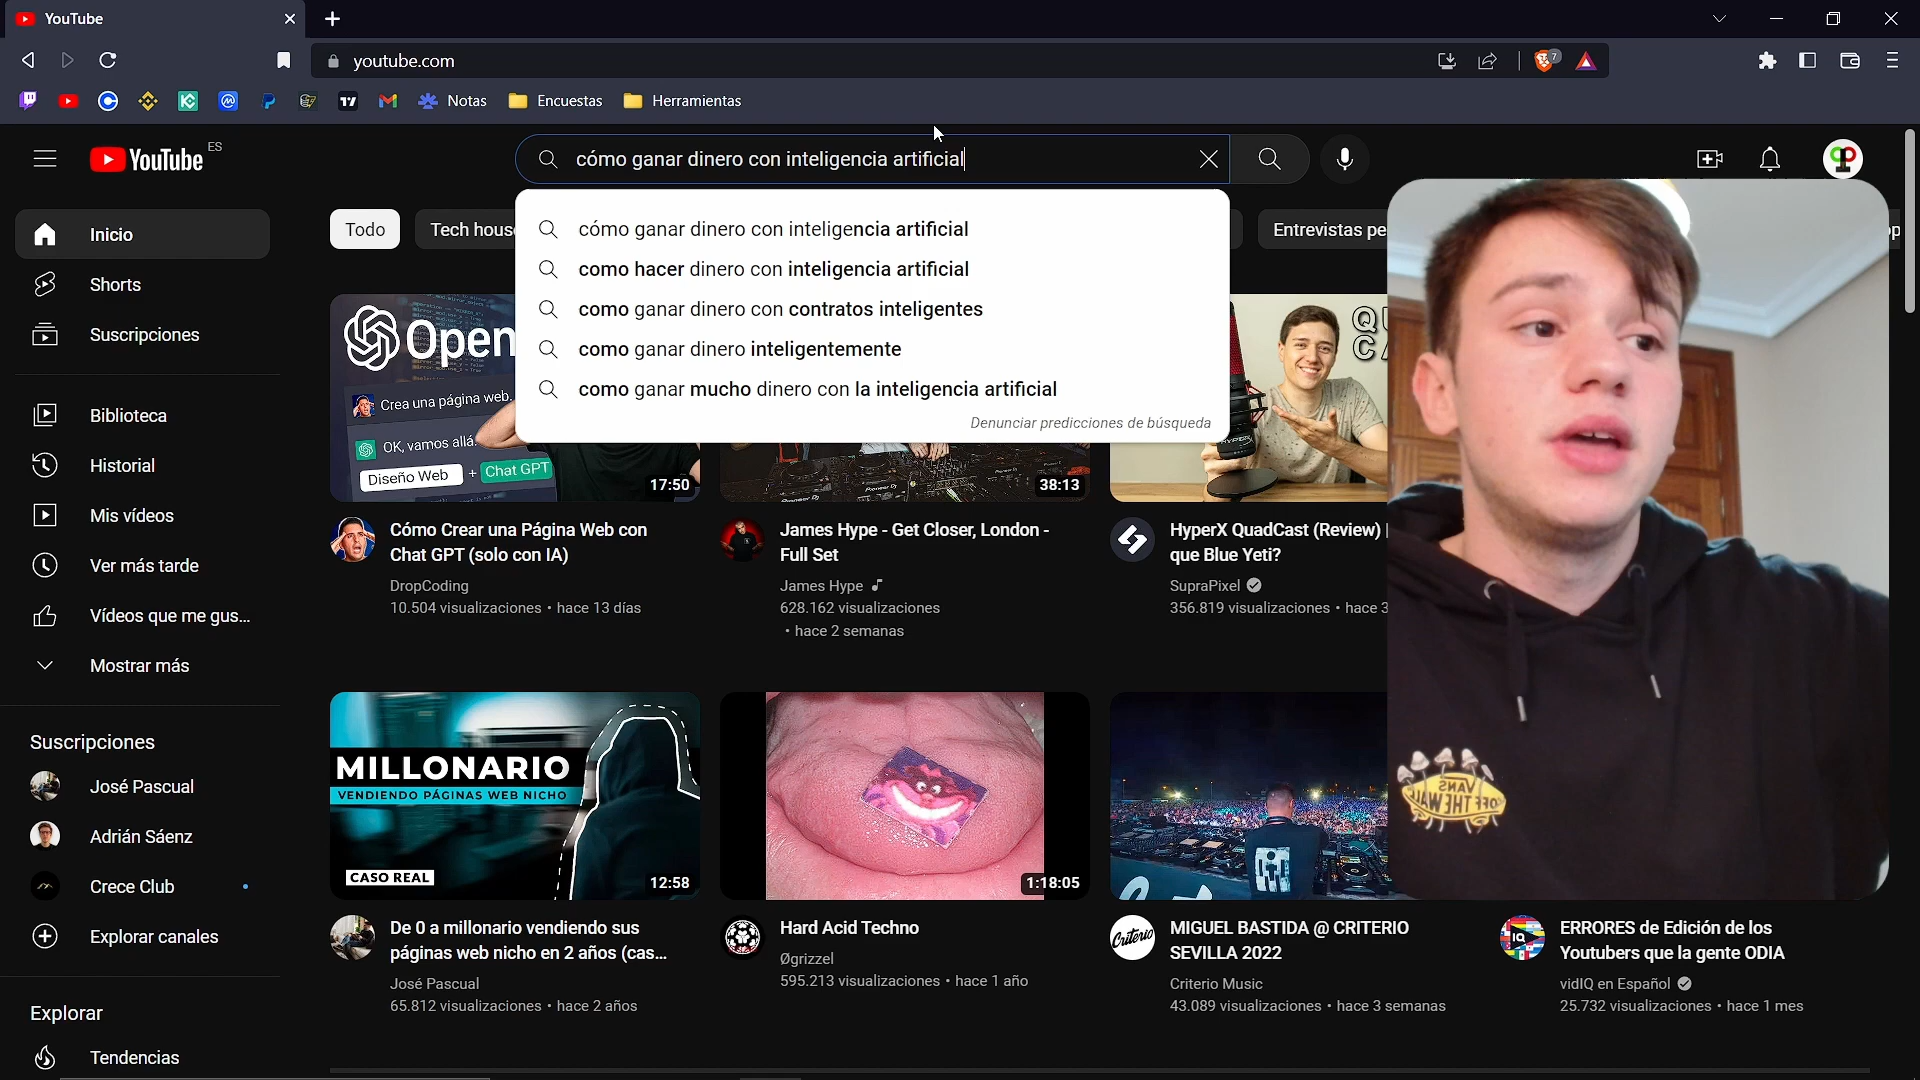 YouTube
youtube.com
7
Notas
Encuestas
Herramientas
YouTube ES
cómo ganar dinero con inteligencia artificial
cómo ganar dinero con inteligencia artificial
como hacer dinero con inteligencia artificial
como ganar dinero con contratos inteligentes
como ganar dinero inteligentemente
como ganar mucho dinero con la inteligencia artificial
Denunciar predicciones de búsqueda
Todo
Tech hous
Entrevistas pe
Inicio
Shorts
Suscripciones
Biblioteca
Historial
Mis vídeos
Ver más tarde
Vídeos que me gus...
Mostrar más
Suscripciones
José Pascual
Adrián Sáenz
Crece Club
Explorar canales
Explorar
Tendencias
Open
Crea una página web.
OK, vamos allá.
Diseño Web + Chat GPT
17:50
Cómo Crear una Página Web con
Chat GPT (solo con IA)
DropCoding
10.504 visualizaciones • hace 13 días
38:13
James Hype - Get Closer, London -
Full Set
James Hype
628.162 visualizaciones
• hace 2 semanas
HYPERX
HyperX QuadCast (Review) |
que Blue Yeti?
SupraPixel
356.819 visualizaciones • hace 3
MILLONARIO
VENDIENDO PÁGINAS WEB NICHO
CASO REAL
12:58
De 0 a millonario vendiendo sus
páginas web nicho en 2 años (cas...
José Pascual
65.812 visualizaciones • hace 2 años
1:18:05
Hard Acid Techno
Øgrizzel
595.213 visualizaciones • hace 1 año
Criterio
MIGUEL BASTIDA @ CRITERIO
SEVILLA 2022
Criterio Music
43.089 visualizaciones • hace 3 semanas
IQ
ERRORES de Edición de los
Youtubers que la gente ODIA
vidIQ en Español
25.732 visualizaciones • hace 1 mes
VANS
OFF THE WALL